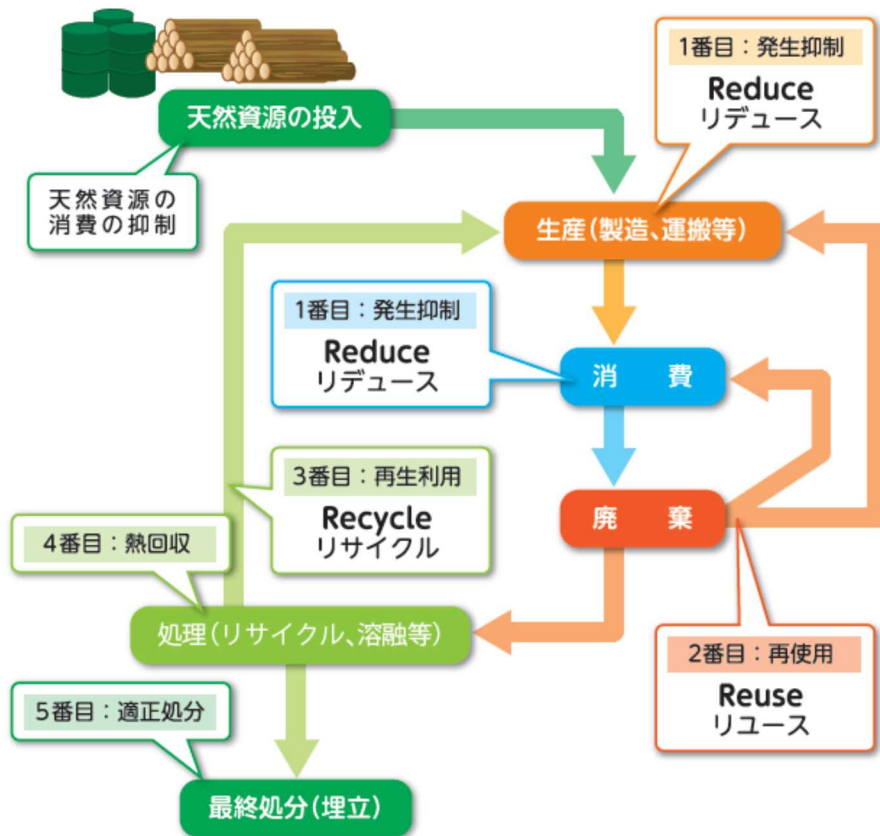 1番目：発生抑制
Reduce
リデュース
天然資源の投入
天然資源の
消費の抑制
生産(製造、運搬等)
1番目：発生抑制
Reduce
リデュース
消　費
3番目：再生利用
Recycle
リサイクル
廃　棄
4番目：熱回収
処理(リサイクル、溶融等)
2番目：再使用
Reuse
リユース
5番目：適正処分
最終処分(埋立)